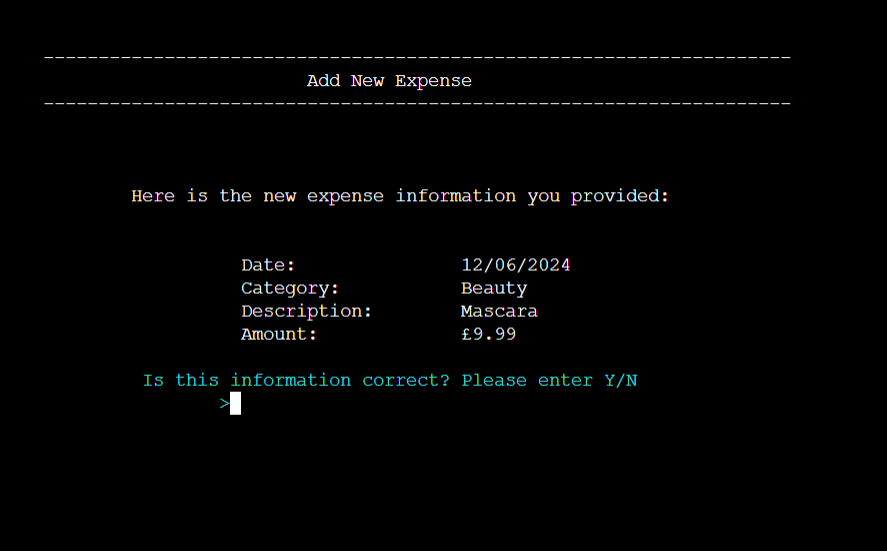 --------------------------------------------------------------------
Add New Expense
--------------------------------------------------------------------
Here is the new expense information you provided:
Date: 12/06/2024
Category: Beauty
Description: Mascara
Amount: £9.99
Is this information correct? Please enter Y/N
>